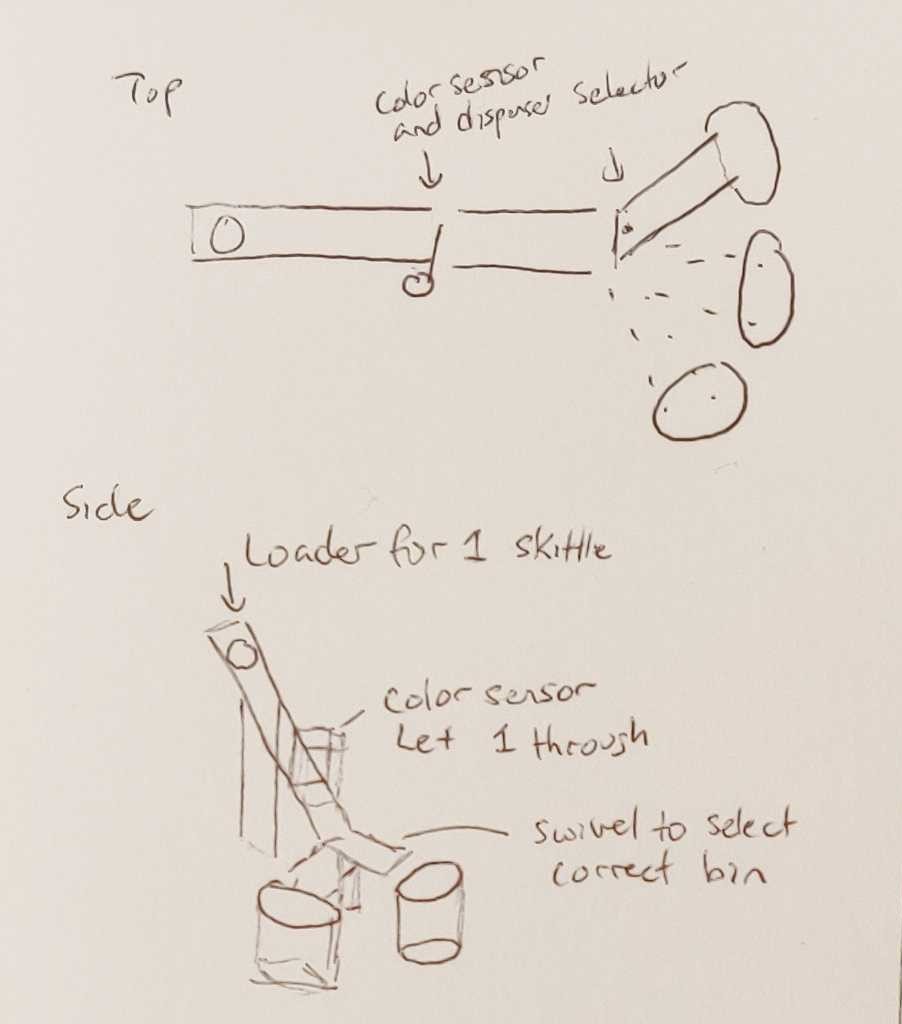 Top
color sensor
and dispenser selector
Side
Loader for 1 skittle
color sensor
Let 1 through
swivel to select
correct bin